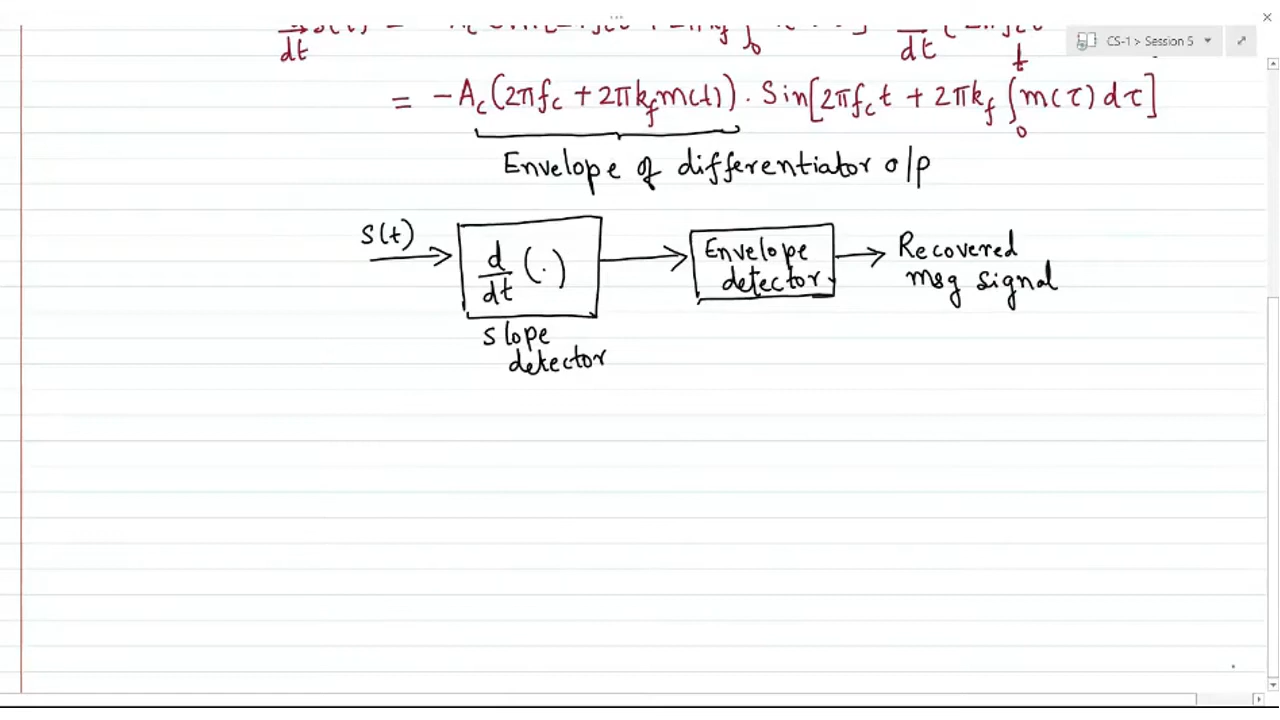 CS-1 > Session 5
d/dt
= -A_c(2πf_c + 2πk_f m(t)) . Sin[2πf_c t + 2πk_f ∫_0^t m(τ) dτ]
Envelope of differentiator o/p
S(t)
d/dt (.)
Envelope
detector
Recovered
msg signal
Slope
detector